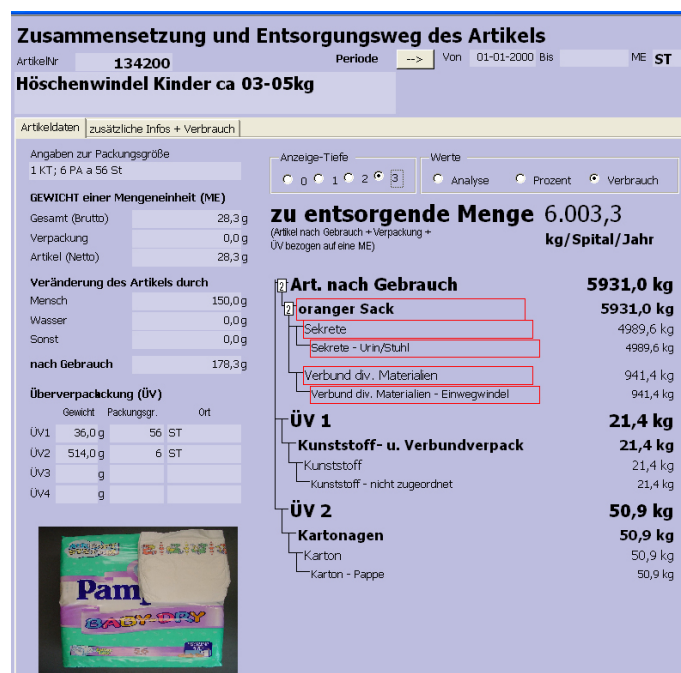 Zusammensetzung und Entsorgungsweg des Artikels
ArtikelNr 134200 Periode --> Von 01-01-2000 Bis ME ST
Höschenwindel Kinder ca 03-05kg
Artikeldaten zusätzliche Infos + Verbrauch
Angaben zur Packungsgröße
1 KT; 6 PA a 56 St
GEWICHT einer Mengeneinheit (ME)
Gesamt (Brutto) 28,3 g
Verpackung 0,0 g
Artikel (Netto) 28,3 g
Veränderung des Artikels durch
Mensch 150,0 g
Wasser 0,0 g
Sonst 0,0 g
nach Gebrauch 178,3 g
Überverpachckung (ÜV)
Gewicht Packungsgr. Ort
ÜV1 36,0 g 56 ST
ÜV2 514,0 g 6 ST
ÜV3 g
ÜV4 g
Pam
BABY-DRY
56
Anzeige-Tiefe Werte
0 1 2 3 Analyse Prozent Verbrauch
zu entsorgende Menge 6.003,3
(Artikel nach Gebrauch + Verpackung +
ÜV bezogen auf eine ME) kg/Spital/Jahr
2 Art. nach Gebrauch 5931,0 kg
2 oranger Sack 5931,0 kg
Sekrete 4989,6 kg
Sekrete - Urin/Stuhl 4989,6 kg
Verbund div. Materialien 941,4 kg
Verbund div. Materialien - Einwegwindel 941,4 kg
ÜV 1 21,4 kg
Kunststoff- u. Verbundverpack 21,4 kg
Kunststoff 21,4 kg
Kunststoff - nicht zugeordnet 21,4 kg
ÜV 2 50,9 kg
Kartonagen 50,9 kg
Karton 50,9 kg
Karton - Pappe 50,9 kg